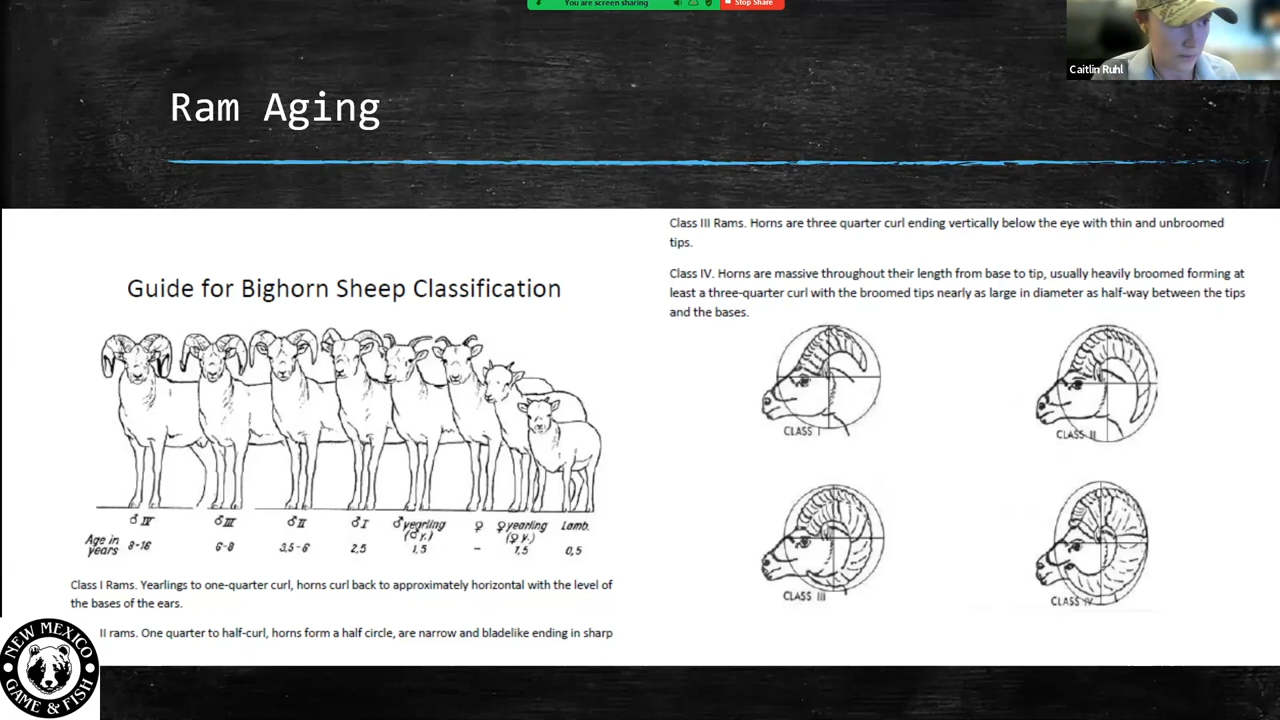 You are screen sharing
Stop Share
Caitlin Ruhl
Ram Aging
Guide for Bighorn Sheep Classification
♂ IV
♂ III
♂ II
♂ I
♂ yearling
(♂ y.)
♀
♀ yearling
(♀ y.)
Lamb.
Age in
years
8-16
6-8
3,5-6
2,5
1,5
–
1,5
0,5
Class I Rams. Yearlings to one-quarter curl, horns curl back to approximately horizontal with the level of
the bases of the ears.
II rams. One quarter to half-curl, horns form a half circle, are narrow and bladelike ending in sharp
Class III Rams. Horns are three quarter curl ending vertically below the eye with thin and unbroomed
tips.
Class IV. Horns are massive throughout their length from base to tip, usually heavily broomed forming at
least a three-quarter curl with the broomed tips nearly as large in diameter as half-way between the tips
and the bases.
CLASS I
CLASS II
CLASS III
CLASS IV
NEW MEXICO
GAME & FISH